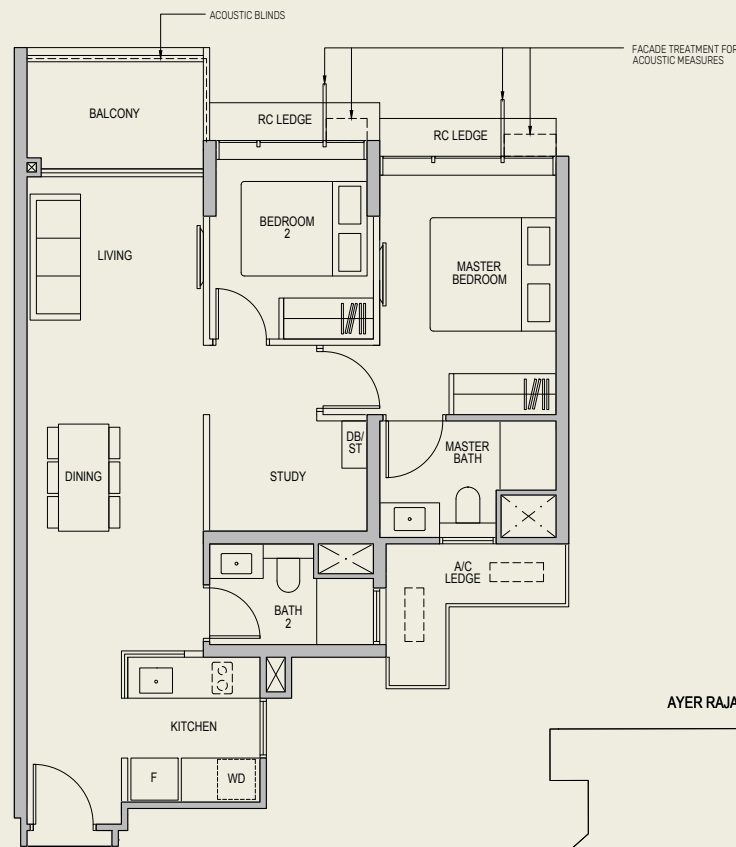 ACOUSTIC BLINDS
FACADE TREATMENT FOR
ACOUSTIC MEASURES
BALCONY
RC LEDGE
RC LEDGE
BEDROOM
2
LIVING
MASTER
BEDROOM
DB/
ST
MASTER
BATH
DINING
STUDY
A/C
LEDGE
BATH
2
AYER RAJA
KITCHEN
F
WD